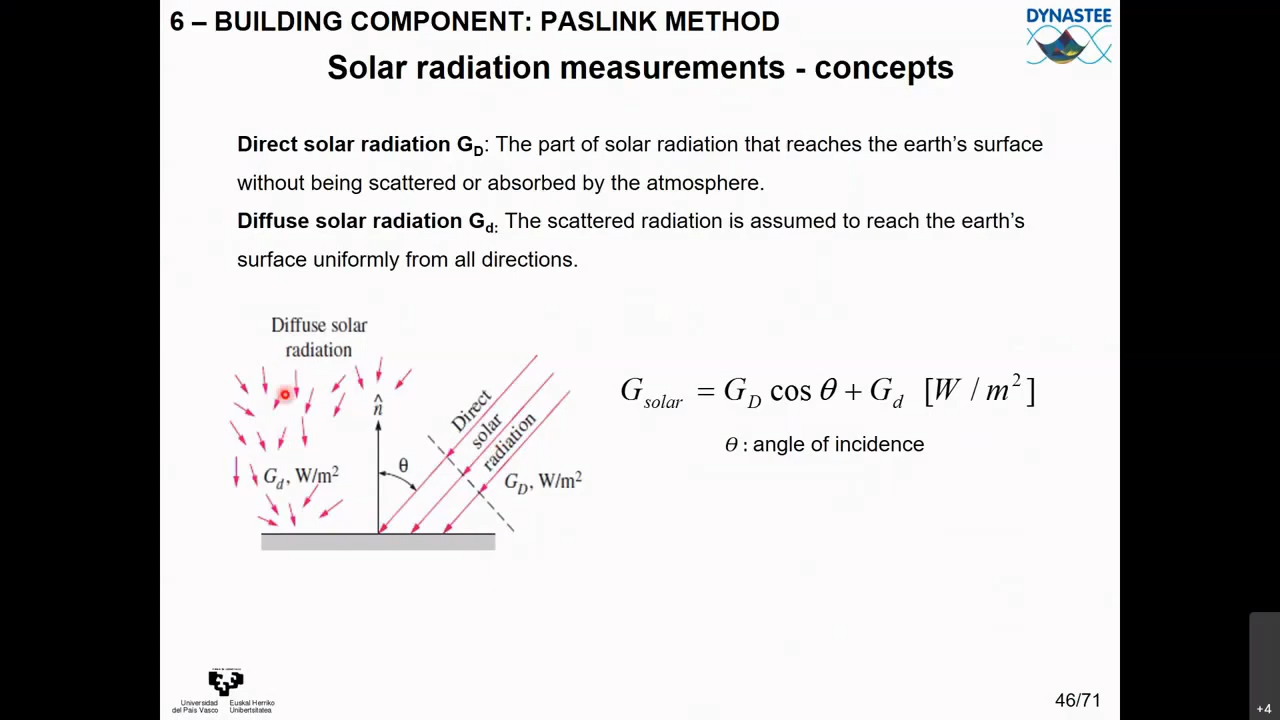 6 – BUILDING COMPONENT: PASLINK METHOD
DYNASTEE
Solar radiation measurements - concepts
Direct solar radiation G_D: The part of solar radiation that reaches the earth's surface
without being scattered or absorbed by the atmosphere.
Diffuse solar radiation G_d: The scattered radiation is assumed to reach the earth's
surface uniformly from all directions.
Diffuse solar
radiation
n̂
θ
Direct
solar
radiation
G_d, W/m²
G_D, W/m²
G_solar = G_D cos θ + G_d [W / m²]
θ : angle of incidence
Universidad
del País Vasco
Euskal Herriko
Unibertsitatea
46/71
+4